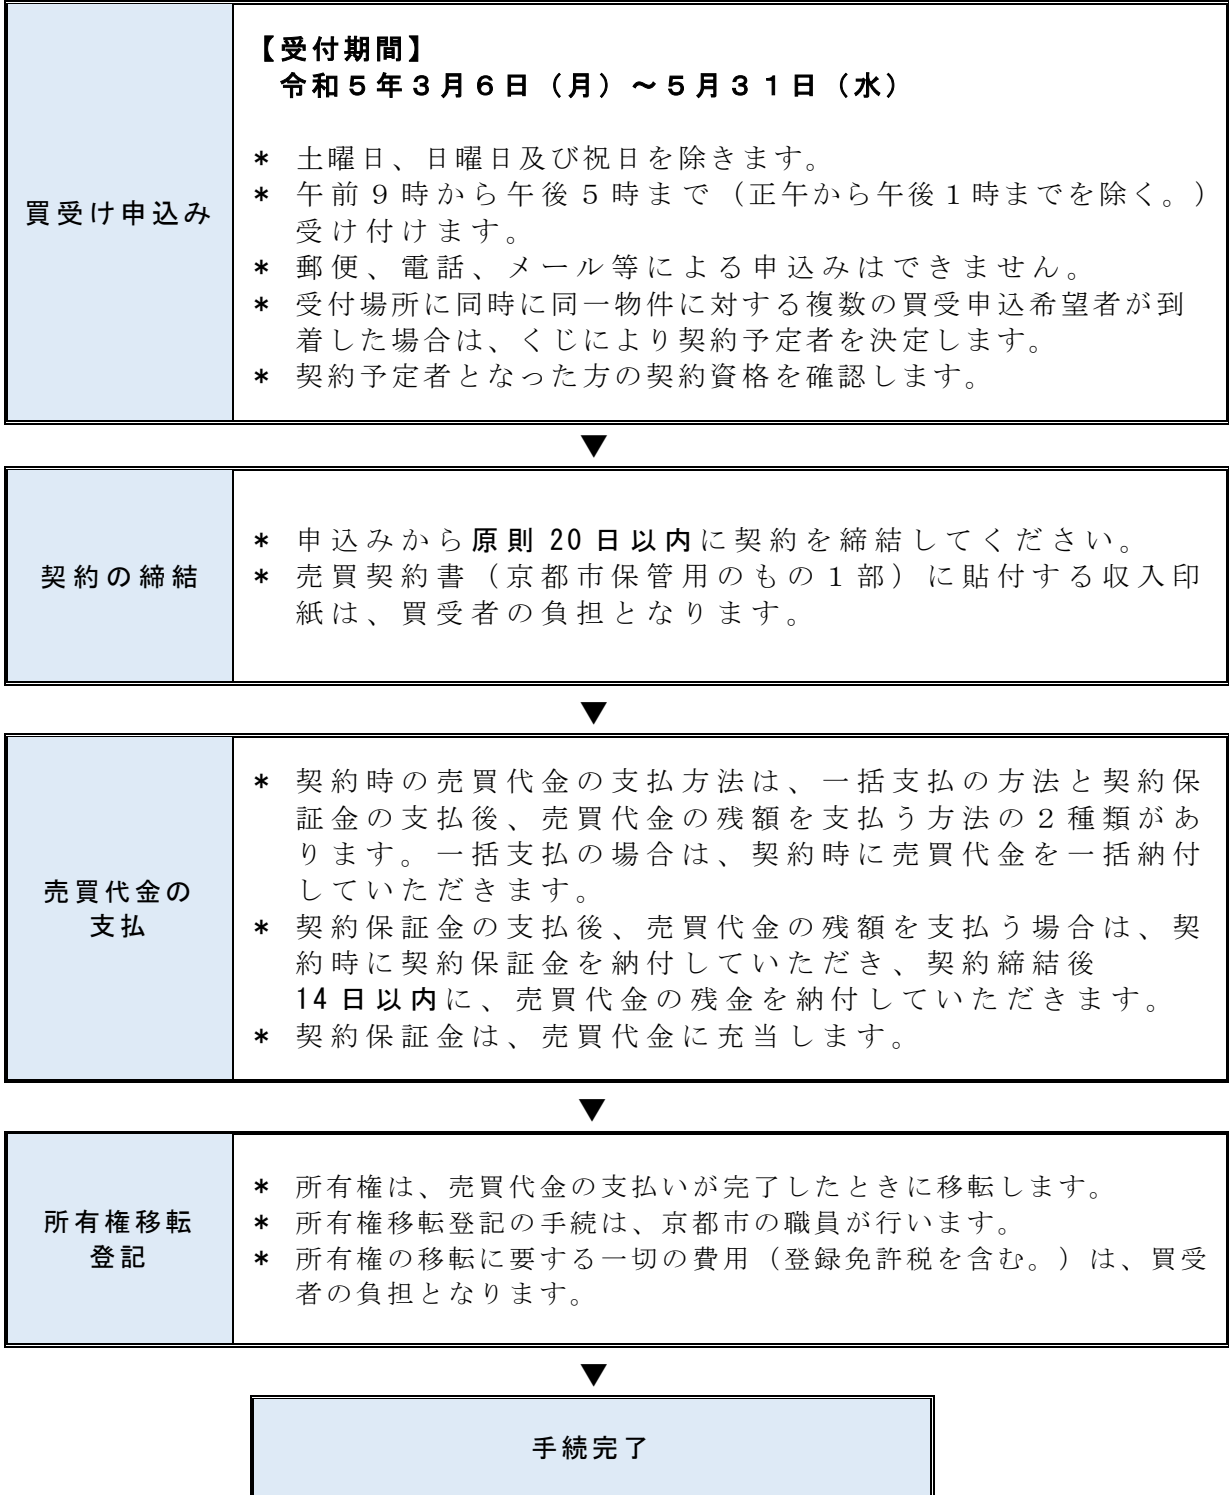 買受け申込み
【受付期間】
令和５年３月６日（月）～５月３１日（水）
* 土曜日、日曜日及び祝日を除きます。
* 午前９時から午後５時まで（正午から午後１時までを除く。）
受け付けます。
* 郵便、電話、メール等による申込みはできません。
* 受付場所に同時に同一物件に対する複数の買受申込希望者が到
着した場合は、くじにより契約予定者を決定します。
* 契約予定者となった方の契約資格を確認します。
▼
契約の締結
* 申込みから原則 20 日以内に契約を締結してください。
* 売買契約書（京都市保管用のもの１部）に貼付する収入印
紙は、買受者の負担となります。
▼
売買代金の
支払
* 契約時の売買代金の支払方法は、一括支払の方法と契約保
証金の支払後、売買代金の残額を支払う方法の２種類があ
ります。一括支払の場合は、契約時に売買代金を一括納付
していただきます。
* 契約保証金の支払後、売買代金の残額を支払う場合は、契
約時に契約保証金を納付していただき、契約締結後
14 日以内に、売買代金の残金を納付していただきます。
* 契約保証金は、売買代金に充当します。
▼
所有権移転
登記
* 所有権は、売買代金の支払いが完了したときに移転します。
* 所有権移転登記の手続は、京都市の職員が行います。
* 所有権の移転に要する一切の費用（登録免許税を含む。）は、買受
者の負担となります。
▼
手続完了